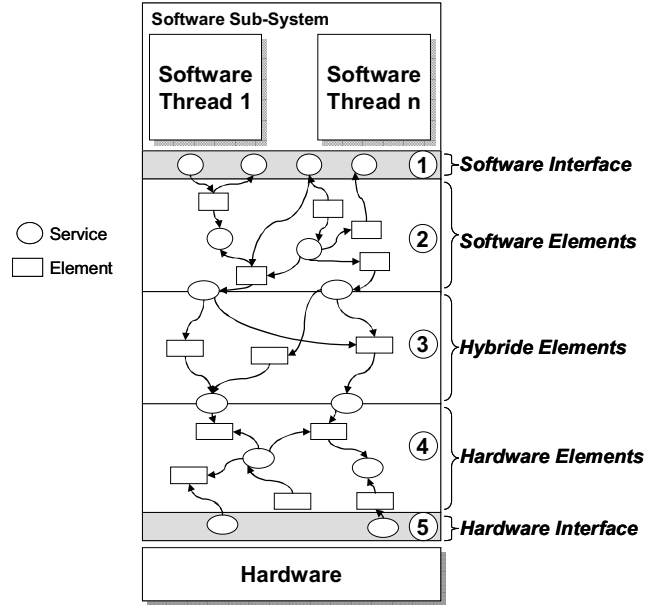 Software Sub-System
Software
Thread 1
Software
Thread n
1
Software Interface
2
Software Elements
Service
Element
3
Hybride Elements
4
Hardware Elements
5
Hardware Interface
Hardware